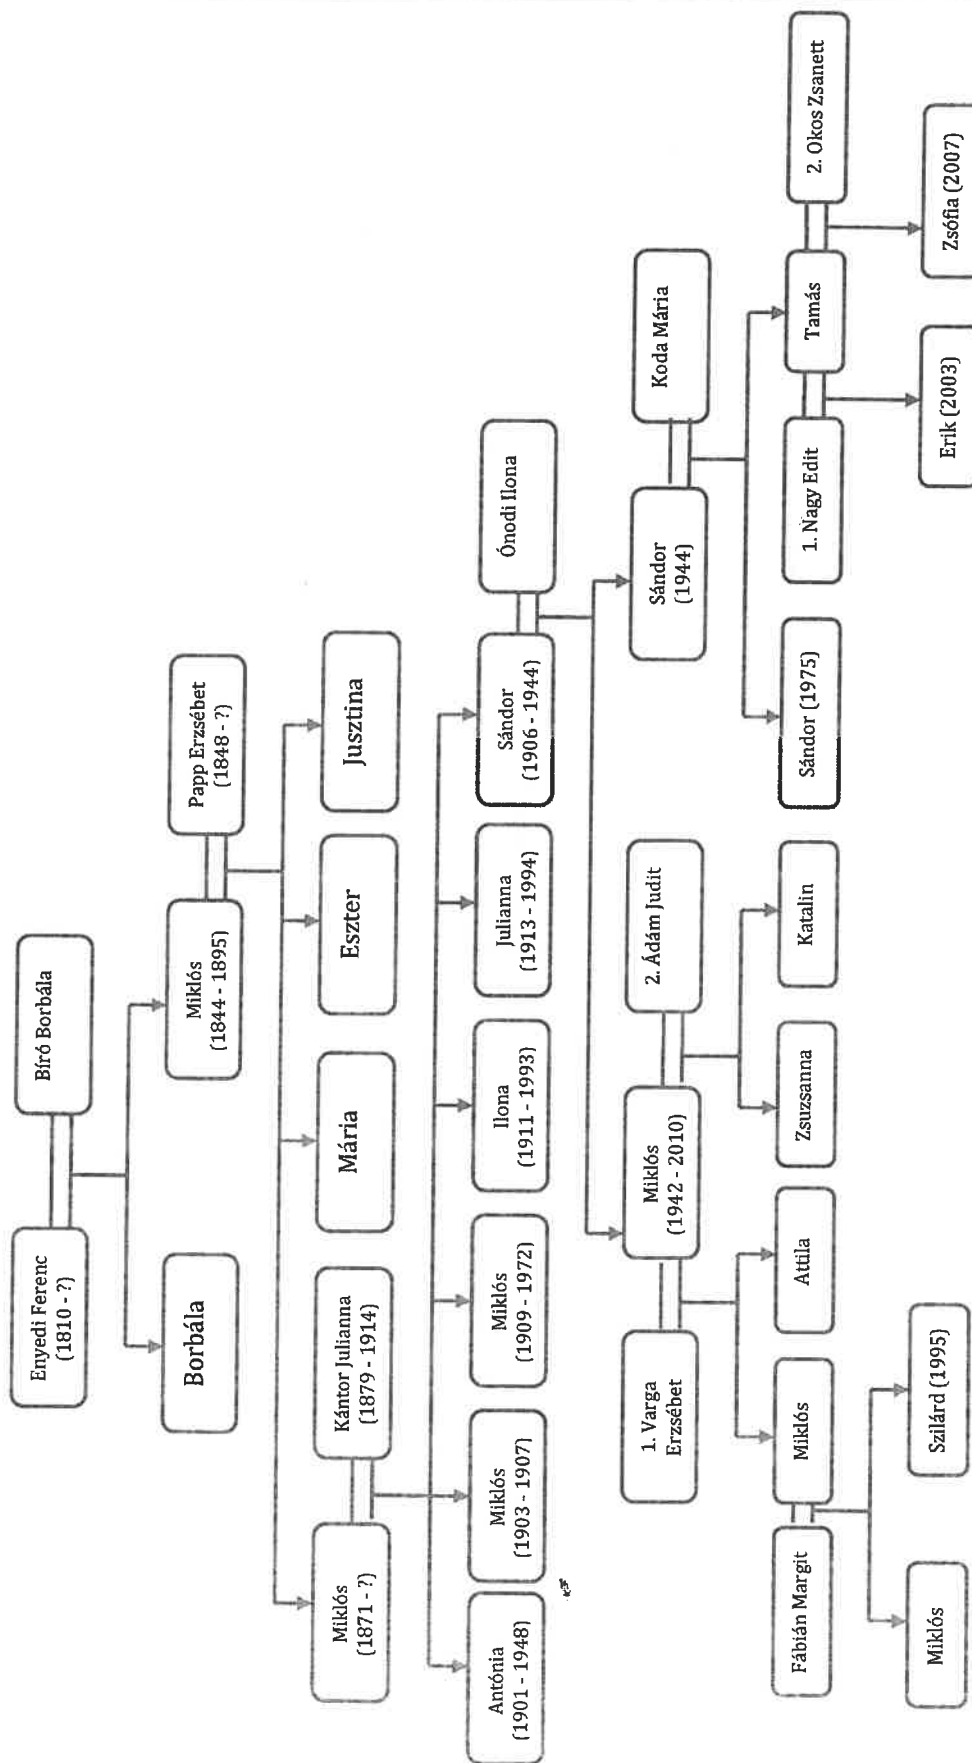 Enyedi Ferenc
(1810 - ?)
Bíró Borbála
Borbála
Miklós
(1844 - 1895)
Papp Erzsébet
(1848 - ?)
Miklós
(1871 - ?)
Kántor Julianna
(1879 - 1914)
Mária
Eszter
Jusztina
Antónia
(1901 - 1948)
Miklós
(1903 - 1907)
Miklós
(1909 - 1972)
Ilona
(1911 - 1993)
Julianna
(1913 - 1994)
Sándor
(1906 - 1944)
Ónodi Ilona
1. Varga
Erzsébet
Miklós
(1942 - 2010)
2. Ádám Judit
Sándor
(1944)
Koda Mária
Fábián Margit
Miklós
Attila
Zsuzsanna
Katalin
Sándor (1975)
1. Nagy Edit
Tamás
2. Okos Zsanett
Miklós
Szilárd (1995)
Erik (2003)
Zsófia (2007)